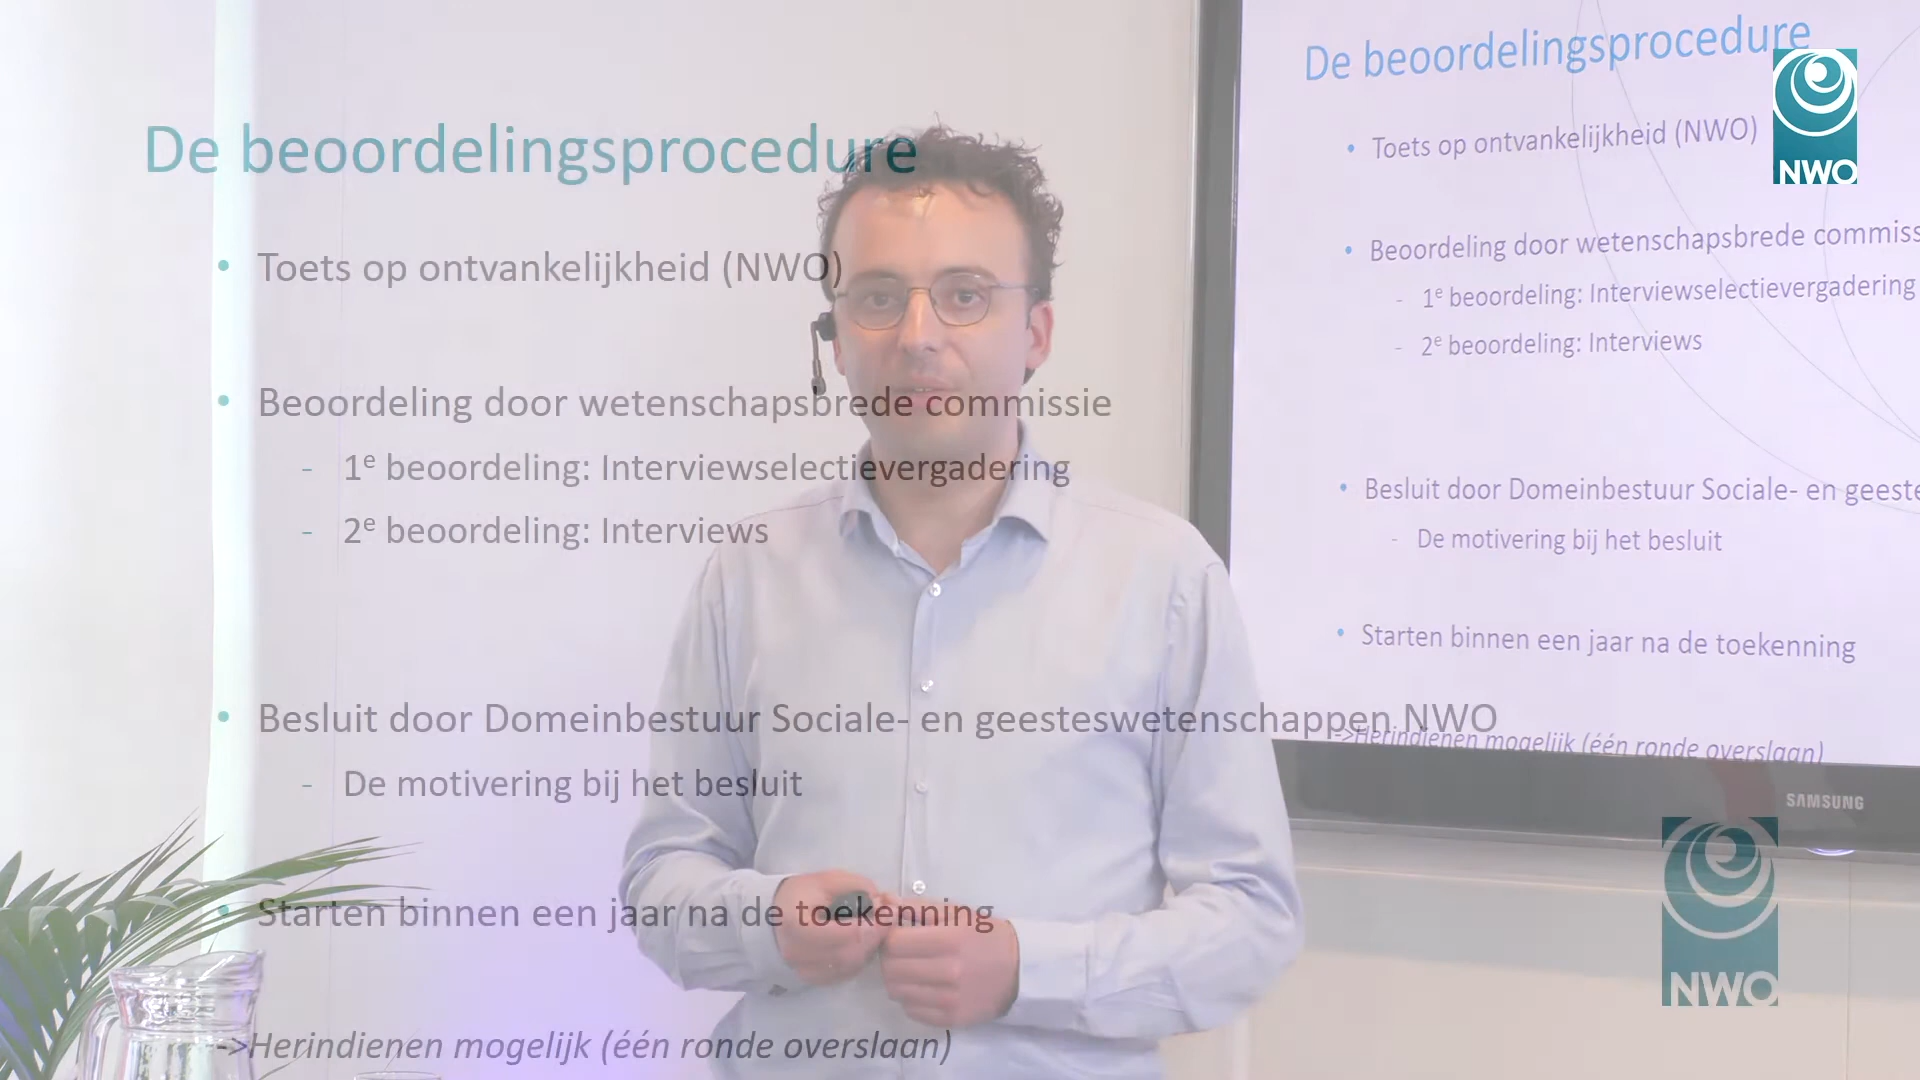 De beoordelingsprocedure
• Toets op ontvankelijkheid (NWO)
• Beoordeling door wetenschapsbrede commissie
- 1e beoordeling: Interviewselectievergadering
- 2e beoordeling: Interviews
• Besluit door Domeinbestuur Sociale- en geesteswetenschappen NWO
- De motivering bij het besluit
• Starten binnen een jaar na de toekenning
->Herindienen mogelijk (één ronde overslaan)
De beoordelingsprocedure
• Toets op ontvankelijkheid (NWO)
• Beoordeling door wetenschapsbrede commiss
- 1e beoordeling: Interviewselectievergadering
- 2e beoordeling: Interviews
• Besluit door Domeinbestuur Sociale- en geeste
- De motivering bij het besluit
• Starten binnen een jaar na de toekenning
->Herindienen mogelijk (één ronde overslaan)
NWO
SAMSUNG
NWO